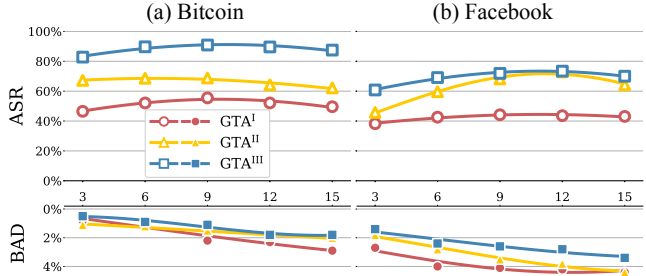 (a) Bitcoin (b) Facebook
100%
80%
60%
40%
20%
0%
ASR
GTA^I
GTA^II
GTA^III
3 6 9 12 15 3 6 9 12 15
0%
2%
4%
BAD